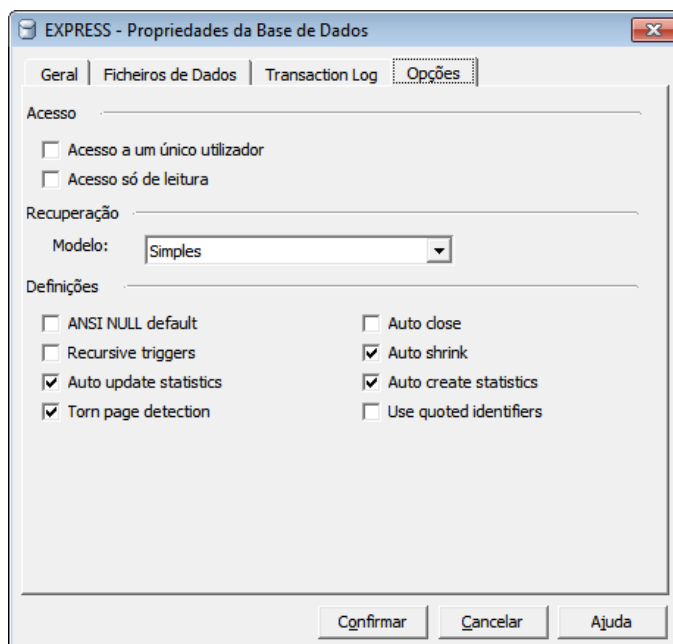 EXPRESS - Propriedades da Base de Dados
Geral
Ficheiros de Dados
Transaction Log
Opções
Acesso
Acesso a um único utilizador
Acesso só de leitura
Recuperação
Modelo:
Simples
Definições
ANSI NULL default
Auto close
Recursive triggers
Auto shrink
Auto update statistics
Auto create statistics
Torn page detection
Use quoted identifiers
Confirmar
Cancelar
Ajuda